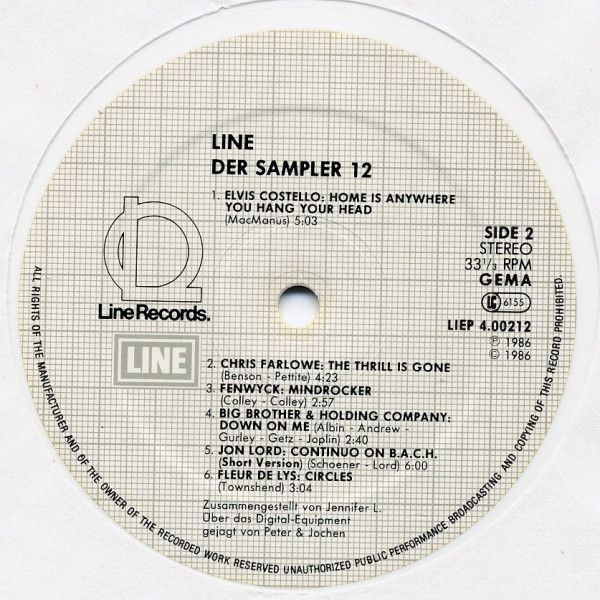 LINE
DER SAMPLER 12
1. ELVIS COSTELLO: HOME IS ANYWHERE
YOU HANG YOUR HEAD
(MacManus) 5:03
Line Records.
LINE
SIDE 2
STEREO
33 1/3 RPM
GEMA
LC 6155
LIEP 4.00212
℗ 1986
© 1986
2. CHRIS FARLOWE: THE THRILL IS GONE
(Benson - Pettite) 4:23
3. FENWYCK: MINDROCKER
(Colley - Colley) 2:57
4. BIG BROTHER & HOLDING COMPANY:
DOWN ON ME (Albin - Andrew -
Gurley - Getz - Joplin) 2:40
5. JON LORD: CONTINUO ON B.A.C.H.
(Short Version) (Schoener - Lord) 6:00
6. FLEUR DE LYS: CIRCLES
(Townshend) 3:04
Zusammengestellt von Jennifer L.
Über das Digital-Equipment
gejagt von Peter & Jochen
ALL RIGHTS OF THE MANUFACTURER AND OF THE OWNER OF THE RECORDED WORK RESERVED UNAUTHORIZED PUBLIC PERFORMANCE BROADCASTING AND COPYING OF THIS RECORD PROHIBITED.